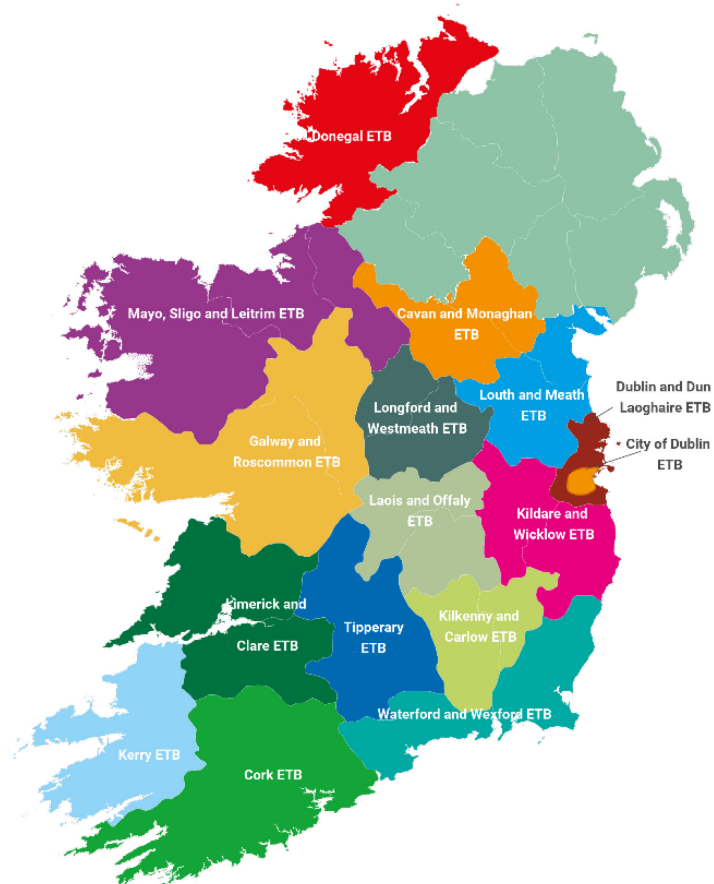 Donegal ETB
Mayo, Sligo and Leitrim ETB
Cavan and Monaghan
ETB
Louth and Meath
ETB
Dublin and Dun
Laoghaire ETB
Longford and
Westmeath ETB
City of Dublin
ETB
Galway and
Roscommon ETB
Laois and Offaly
ETB
Kildare and
Wicklow ETB
Limerick and
Clare ETB
Tipperary
ETB
Kilkenny and
Carlow ETB
Waterford and Wexford ETB
Kerry ETB
Cork ETB